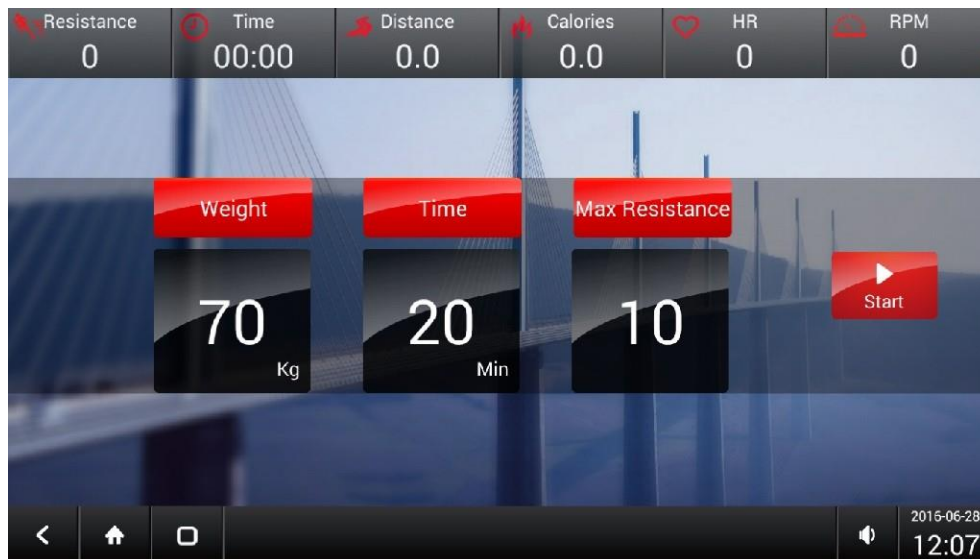 Resistance Time Distance Calories HR RPM
0 00:00 0.0 0.0 0 0
Weight Time Max Resistance
70 20 10
Start
Kg Min
2016-06-28
12:07